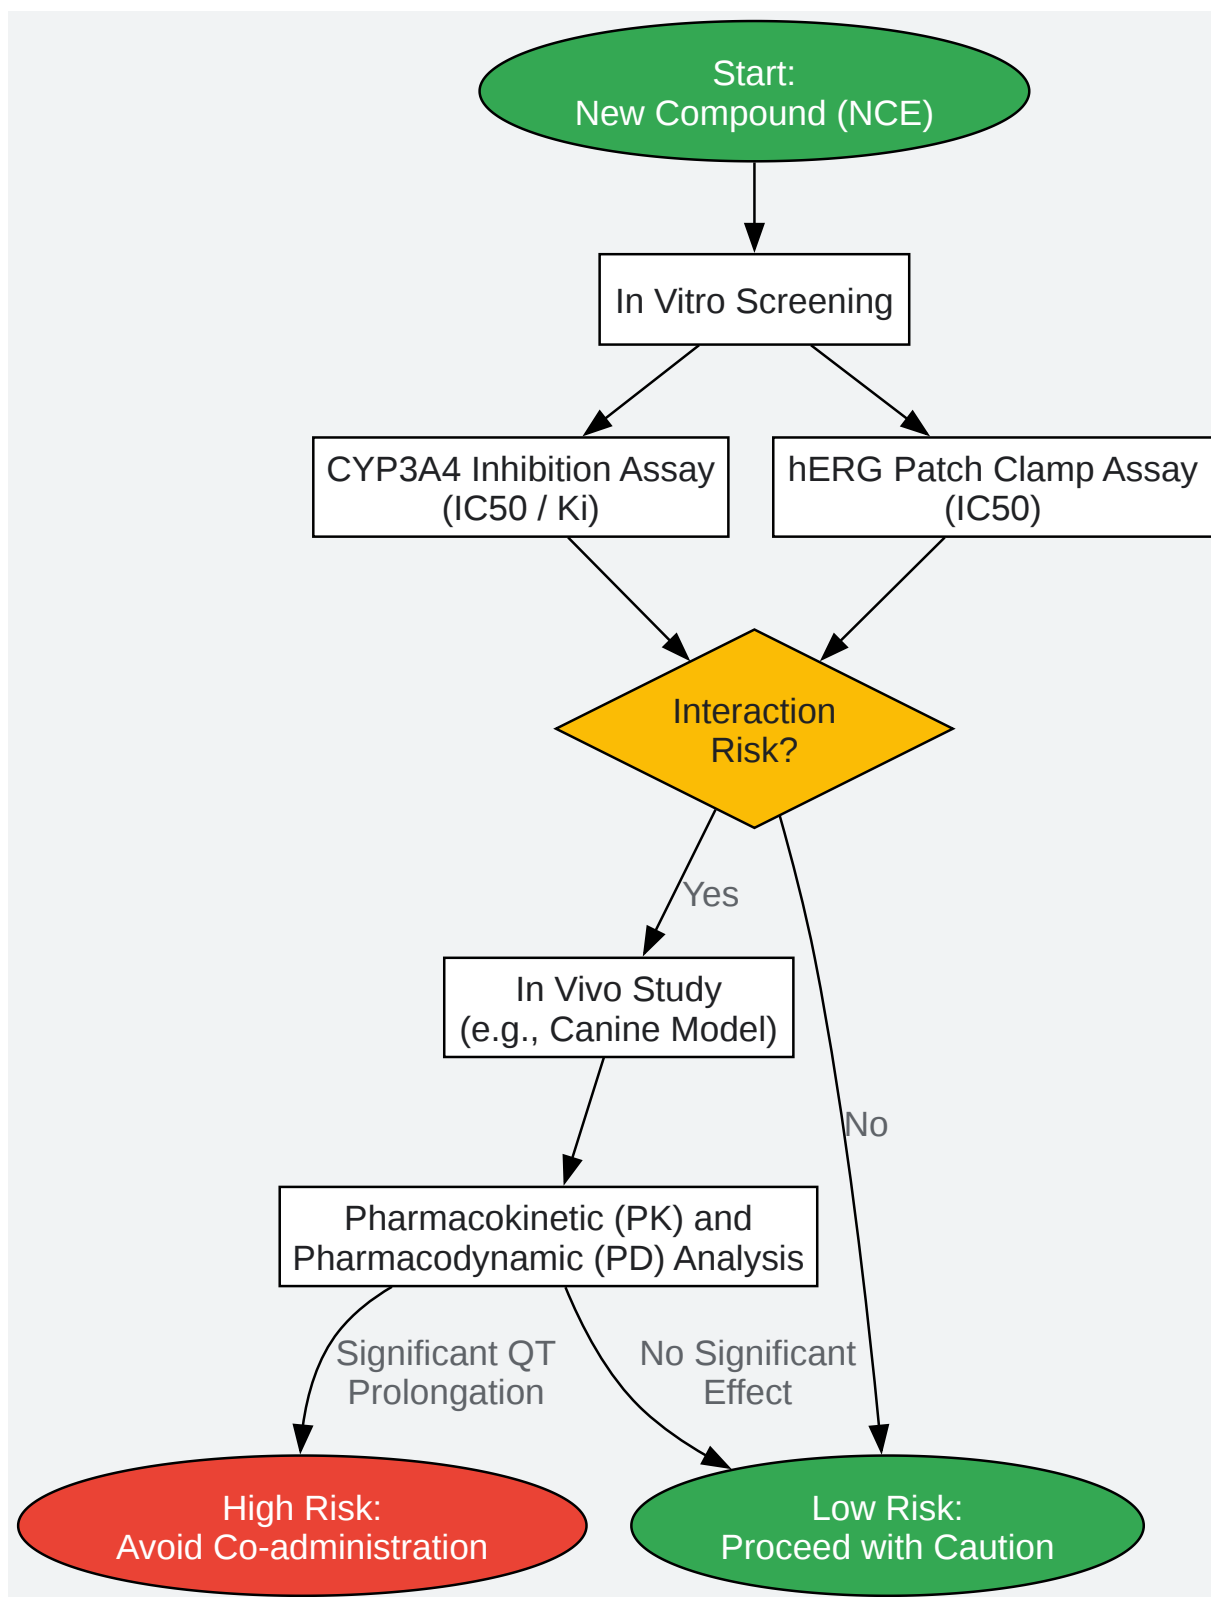 Start:
New Compound (NCE)
In Vitro Screening
CYP3A4 Inhibition Assay
(IC50 / Ki)
hERG Patch Clamp Assay
(IC50)
Interaction
Risk?
Yes
In Vivo Study
(e.g., Canine Model)
No
Pharmacokinetic (PK) and
Pharmacodynamic (PD) Analysis
Significant QT
Prolongation
No Significant
Effect
High Risk:
Avoid Co-administration
Low Risk:
Proceed with Caution